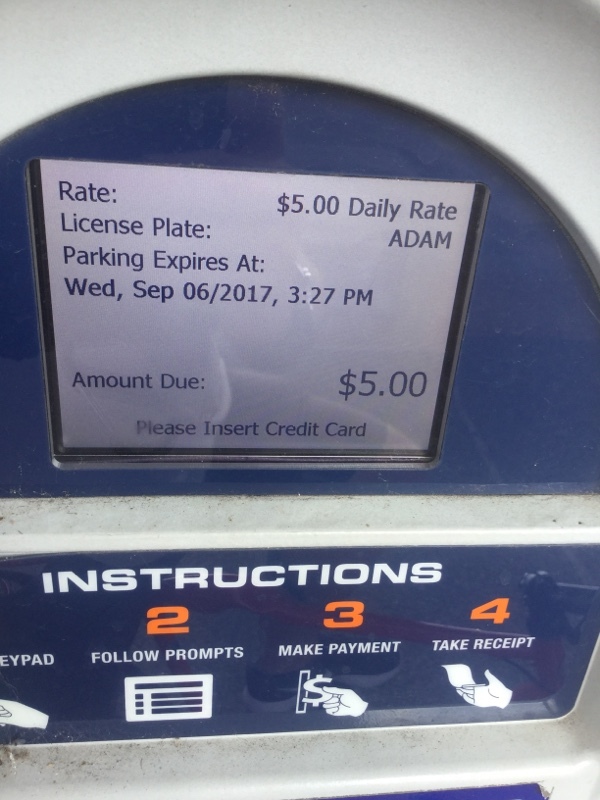 Rate: $5.00 Daily Rate
License Plate: ADAM
Parking Expires At:
Wed, Sep 06/2017, 3:27 PM
Amount Due: $5.00
Please Insert Credit Card
INSTRUCTIONS
2 3 4
EYPAD FOLLOW PROMPTS MAKE PAYMENT TAKE RECEIPT
$